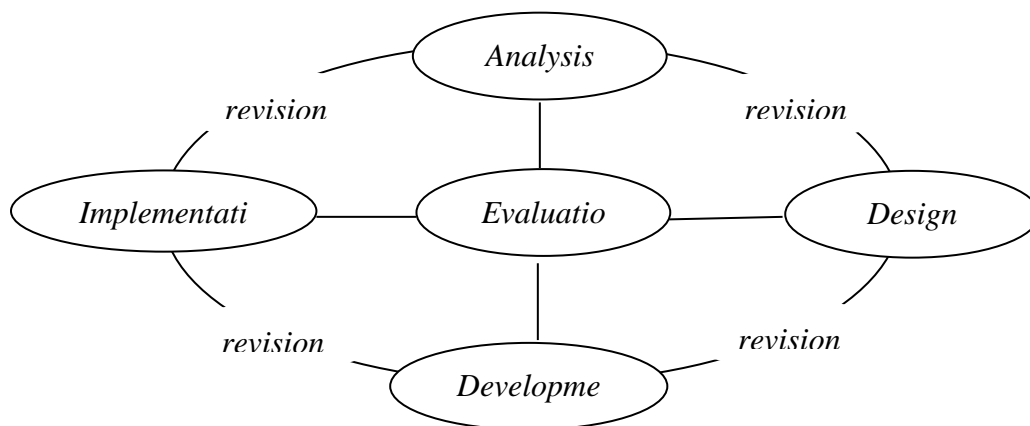 Analysis
revision
revision
Implementati
Evaluatio
Design
revision
revision
Developme